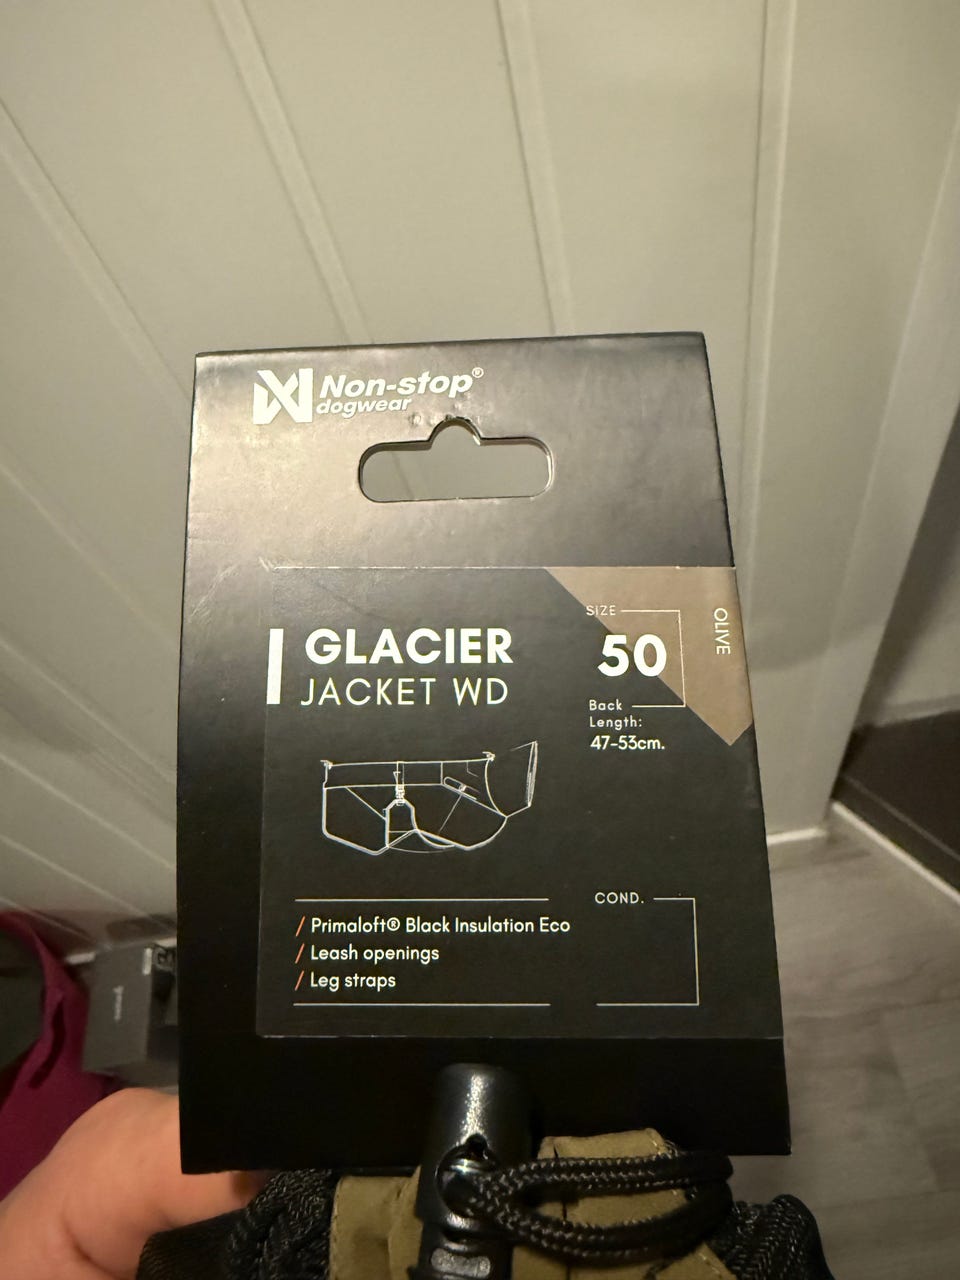 Non-stop®
dogwear
GLACIER
JACKET WD
SIZE
50
OLIVE
Back
Length:
47-53cm.
COND.
/ Primaloft® Black Insulation Eco
/ Leash openings
/ Leg straps